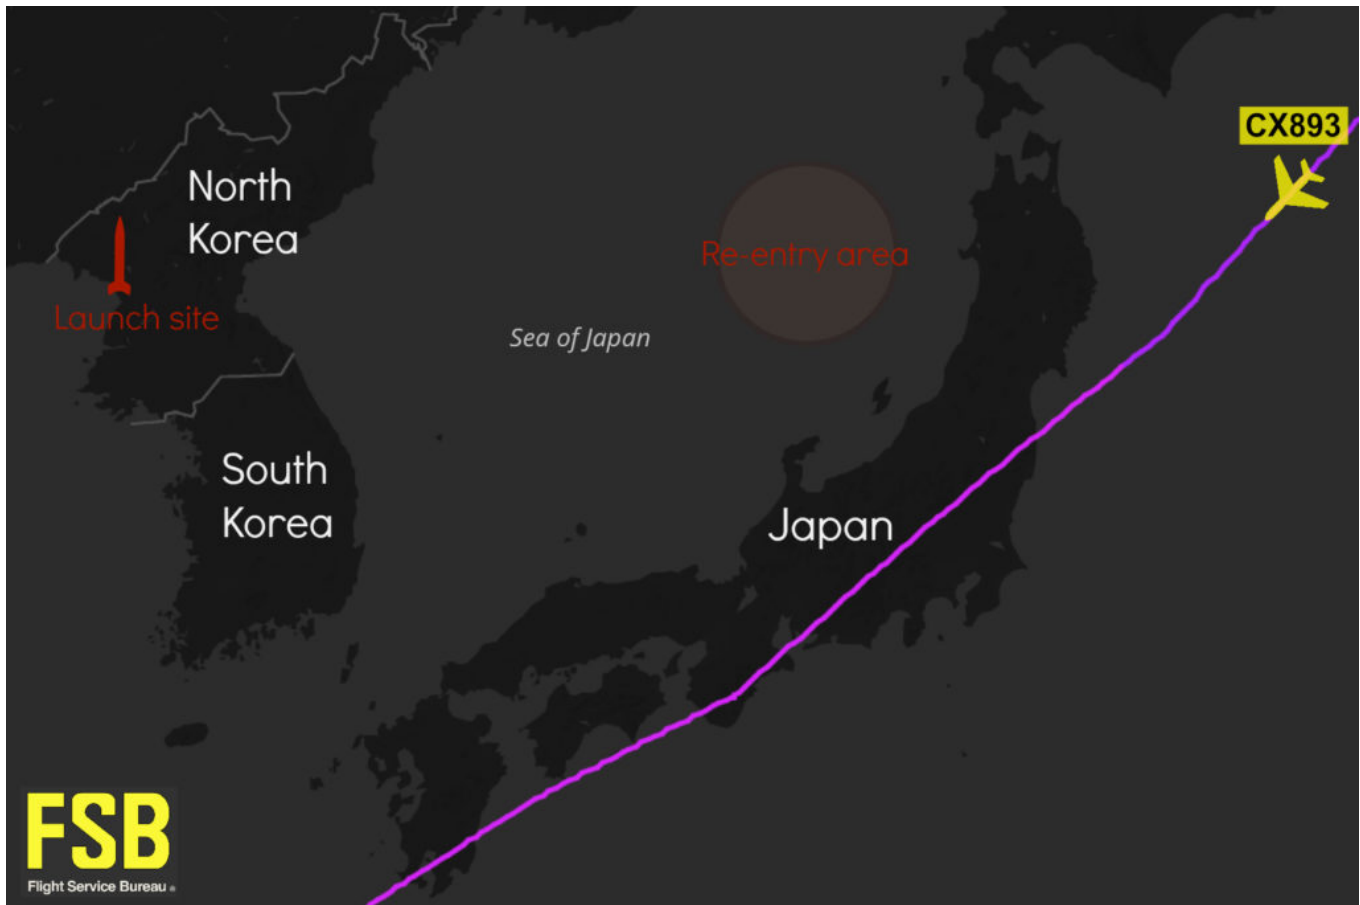 CX893
North
Korea
Re-entry area
Launch site
Sea of Japan
South
Korea
Japan
FSB
Flight Service Bureau